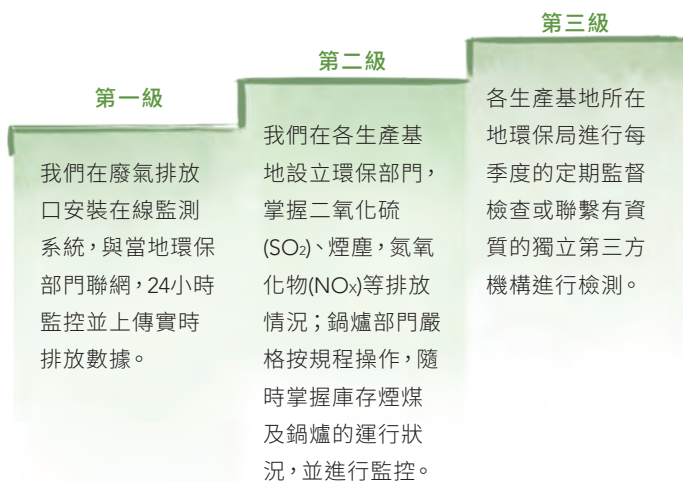 第一級
我們在廢氣排放
口安裝在線監測
系統，與當地環保
部門聯網，24小時
監控並上傳實時
排放數據。
第二級
我們在各生產基
地設立環保部門，
掌握二氧化硫
(SO₂)、煙塵，氮氧
化物(NOₓ)等排放
情況；鍋爐部門嚴
格按規程操作，隨
時掌握庫存煙煤
及鍋爐的運行狀
況，並進行監控。
第三級
各生產基地所在
地環保局進行每
季度的定期監督
檢查或聯繫有資
質的獨立第三方
機構進行檢測。